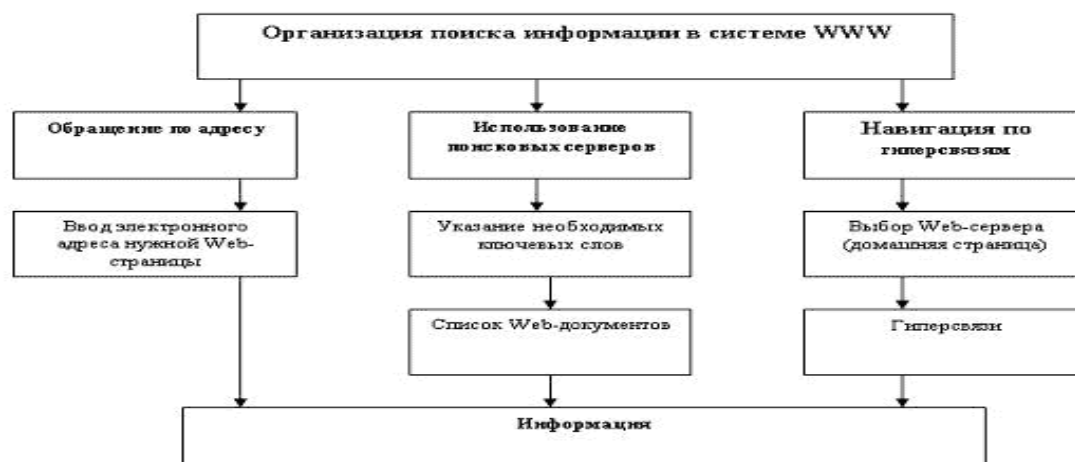 Организация поиска информации в системе WWW
Обращение по адресу
Использование
поисковых серверов
Навигация по
гиперсвязям
Ввод электронного
адреса нужной Web-
страницы
Указание необходимых
ключевых слов
Выбор Web-сервера
(домашняя страница)
Список Web-документов
Гиперсвязи
Информация